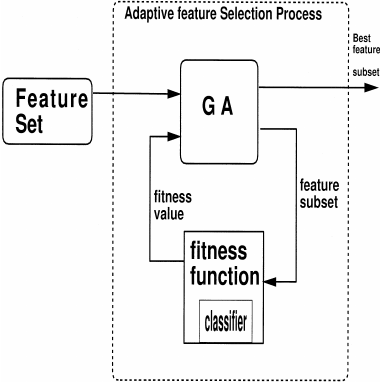 Adaptive feature Selection Process
Best
feature
subset
Feature
Set
G A
fitness
value
feature
subset
fitness
function
classifier